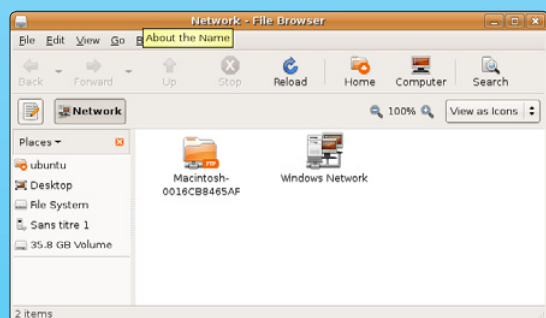 Network - File Browser
File Edit View Go B
About the Name
Back Forward Up Stop Reload Home Computer Search
Network 100% View as Icons
Places
ubuntu
Desktop
File System
Sans titre 1
35.8 GB Volume
FTP
Macintosh-
0016CB8465AF
Windows Network
2 items